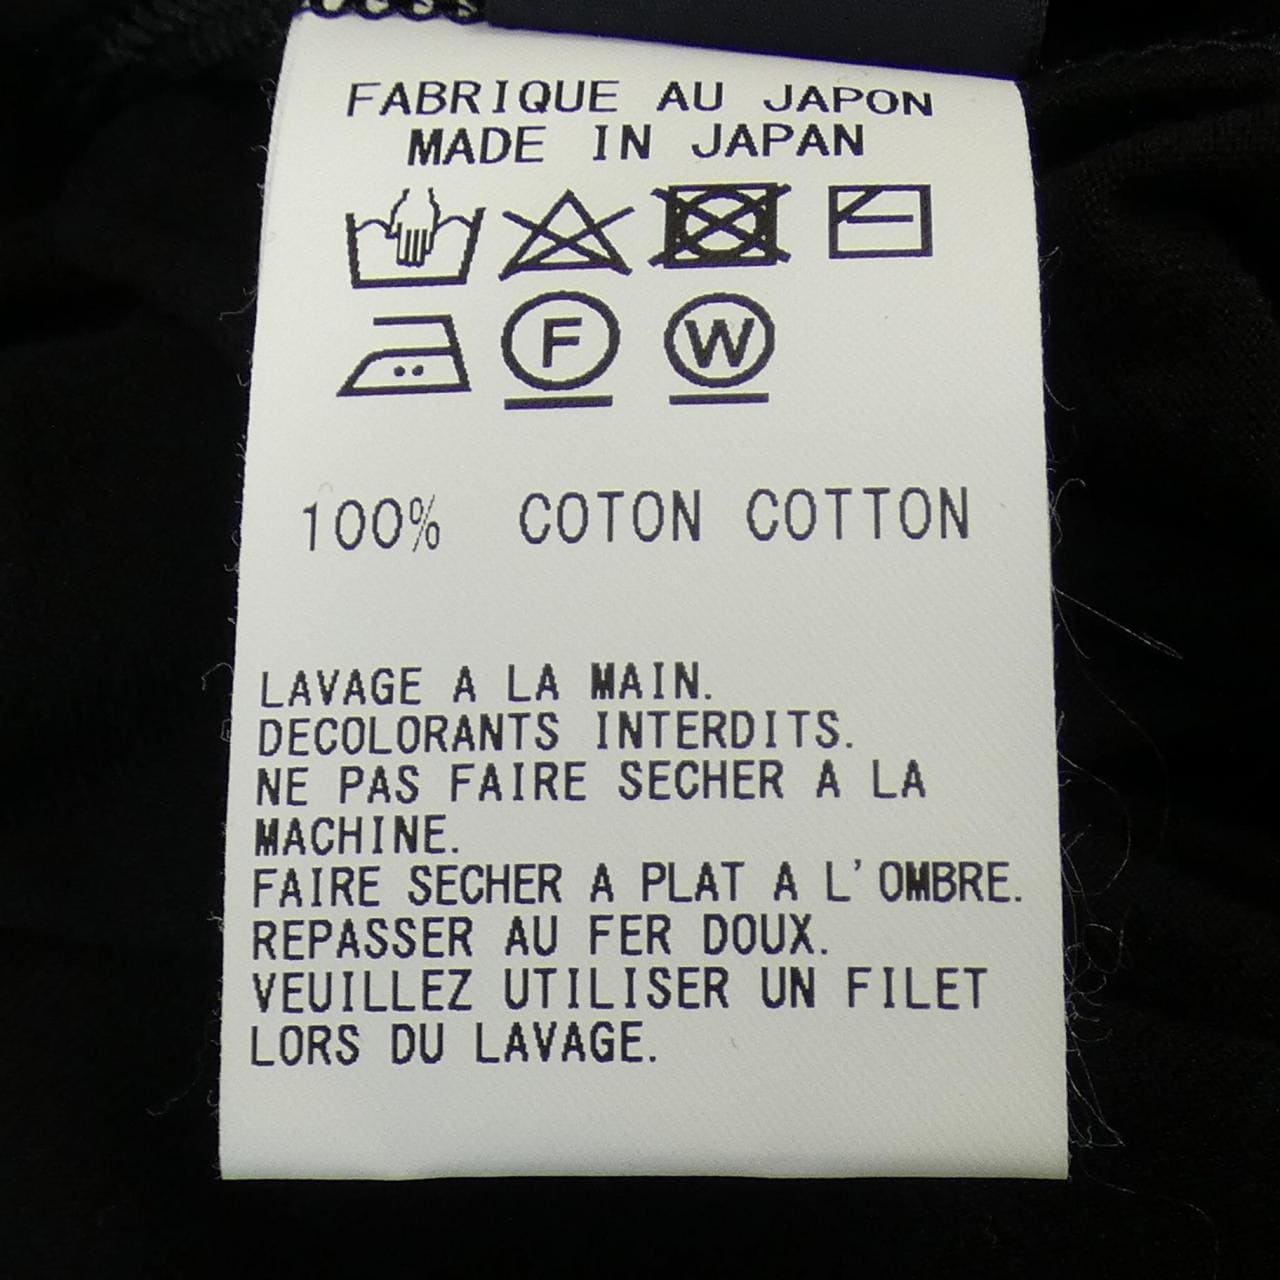 FABRIQUE AU JAPON
MADE IN JAPAN
F W
100% COTON COTTON
LAVAGE A LA MAIN.
DECOLORANTS INTERDITS.
NE PAS FAIRE SECHER A LA
MACHINE.
FAIRE SECHER A PLAT A L'OMBRE.
REPASSER AU FER DOUX.
VEUILLEZ UTILISER UN FILET
LORS DU LAVAGE.